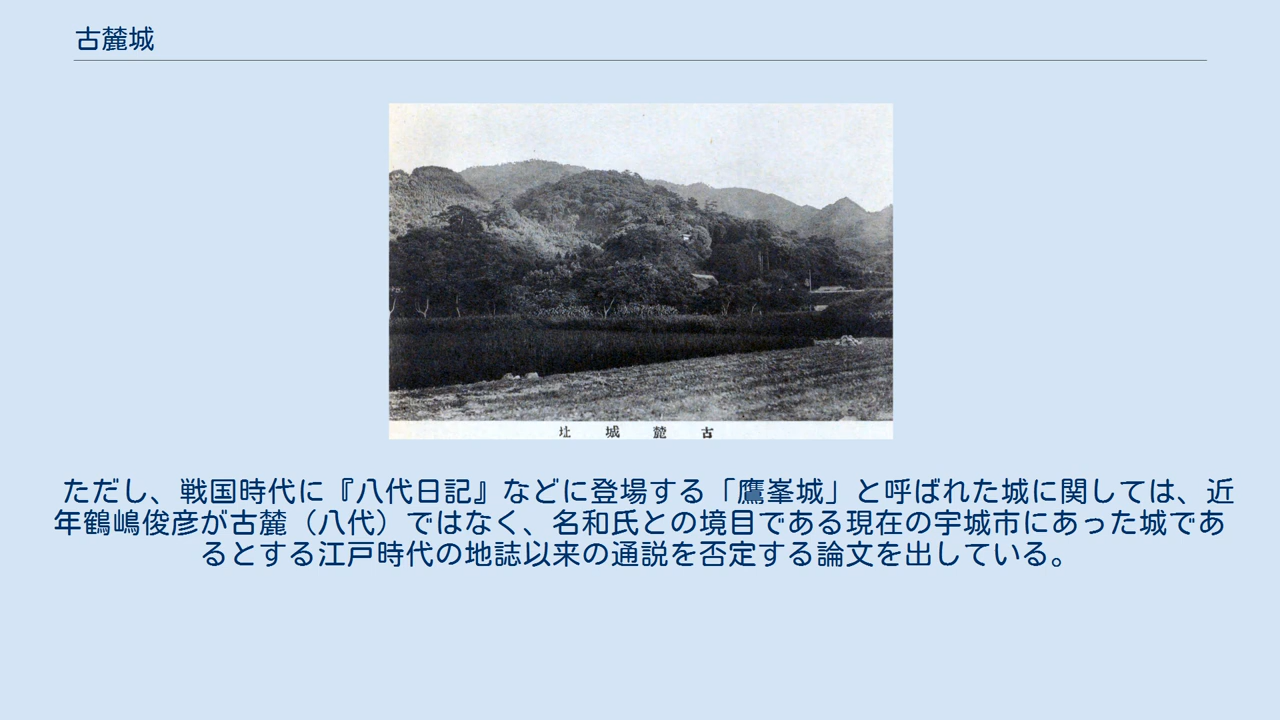 古麓城
址城麓古
ただし、戦国時代に『八代日記』などに登場する「鷹峯城」と呼ばれた城に関しては、近
年鶴嶋俊彦が古麓（八代）ではなく、名和氏との境目である現在の宇城市にあった城であ
るとする江戸時代の地誌以来の通説を否定する論文を出している。